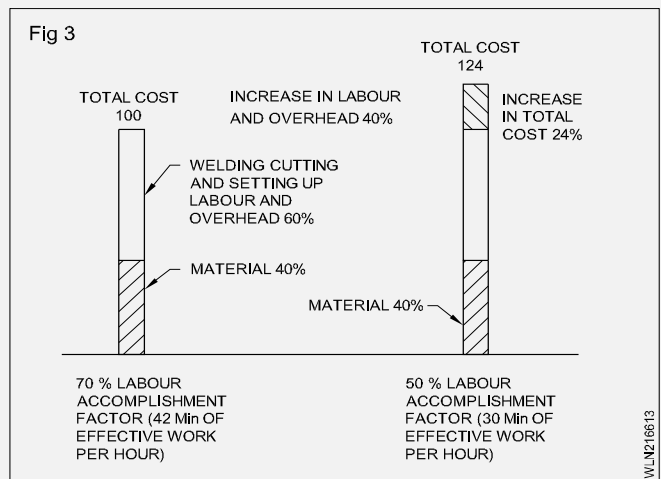 Fig 3
TOTAL COST
100
INCREASE IN LABOUR
AND OVERHEAD 40%
WELDING CUTTING
AND SETTING UP
LABOUR AND
OVERHEAD 60%
MATERIAL 40%
70 % LABOUR
ACCOMPLISHMENT
FACTOR (42 Min OF
EFFECTIVE WORK
PER HOUR)
TOTAL COST
124
INCREASE
IN TOTAL
COST 24%
MATERIAL 40%
50 % LABOUR
ACCOMPLISHMENT
FACTOR (30 Min OF
EFFECTIVE WORK
PER HOUR)
WLN216613